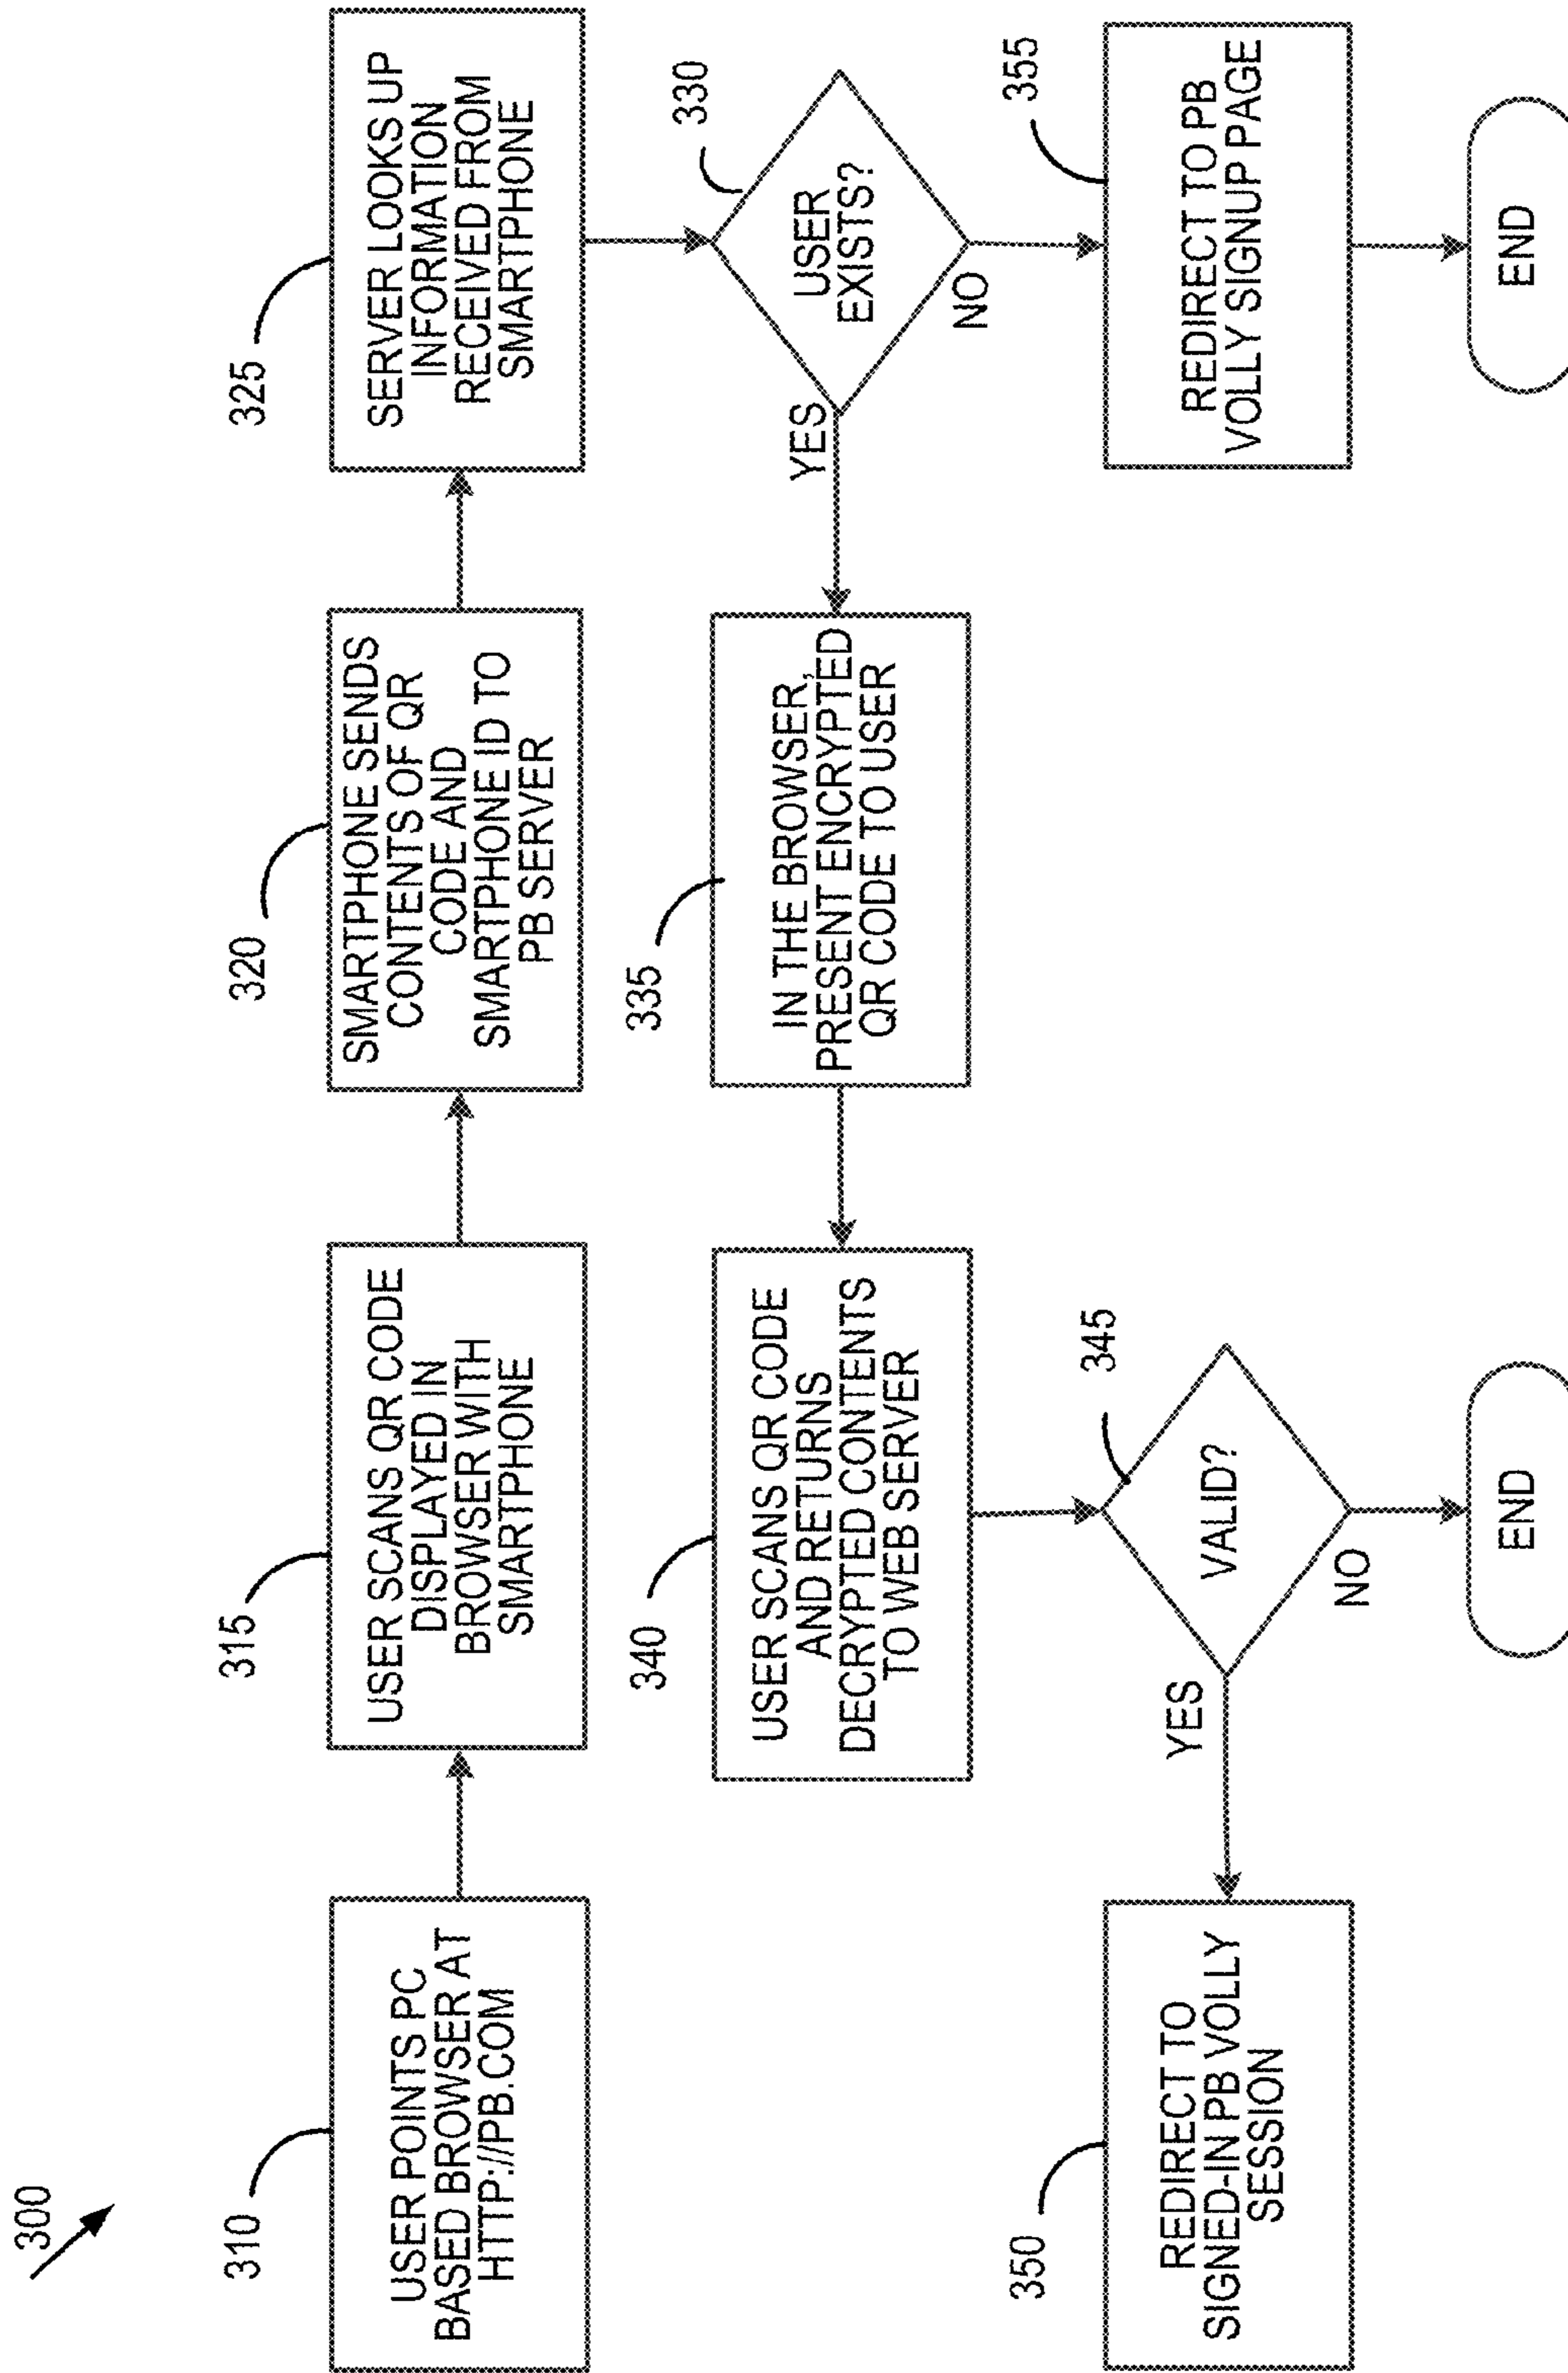 300
310
USER POINTS PC
BASED BROWSER AT
HTTP://PB.COM
315
USER SCANS QR CODE
DISPLAYED IN
BROWSER WITH
SMARTPHONE
320
SMARTPHONE SENDS
CONTENTS OF QR
CODE AND
SMARTPHONE ID TO
PB SERVER
325
SERVER LOOKS UP
INFORMATION
RECEIVED FROM
SMARTPHONE
330
USER
EXISTS?
YES
NO
335
IN THE BROWSER,
PRESENT ENCRYPTED
QR CODE TO USER
340
USER SCANS QR CODE
AND RETURNS
DECRYPTED CONTENTS
TO WEB SERVER
345
VALID?
YES
NO
350
REDIRECT TO
SIGNED-IN PB VOLLY
SESSION
END
355
REDIRECT TO PB
VOLLY SIGNUP PAGE
END